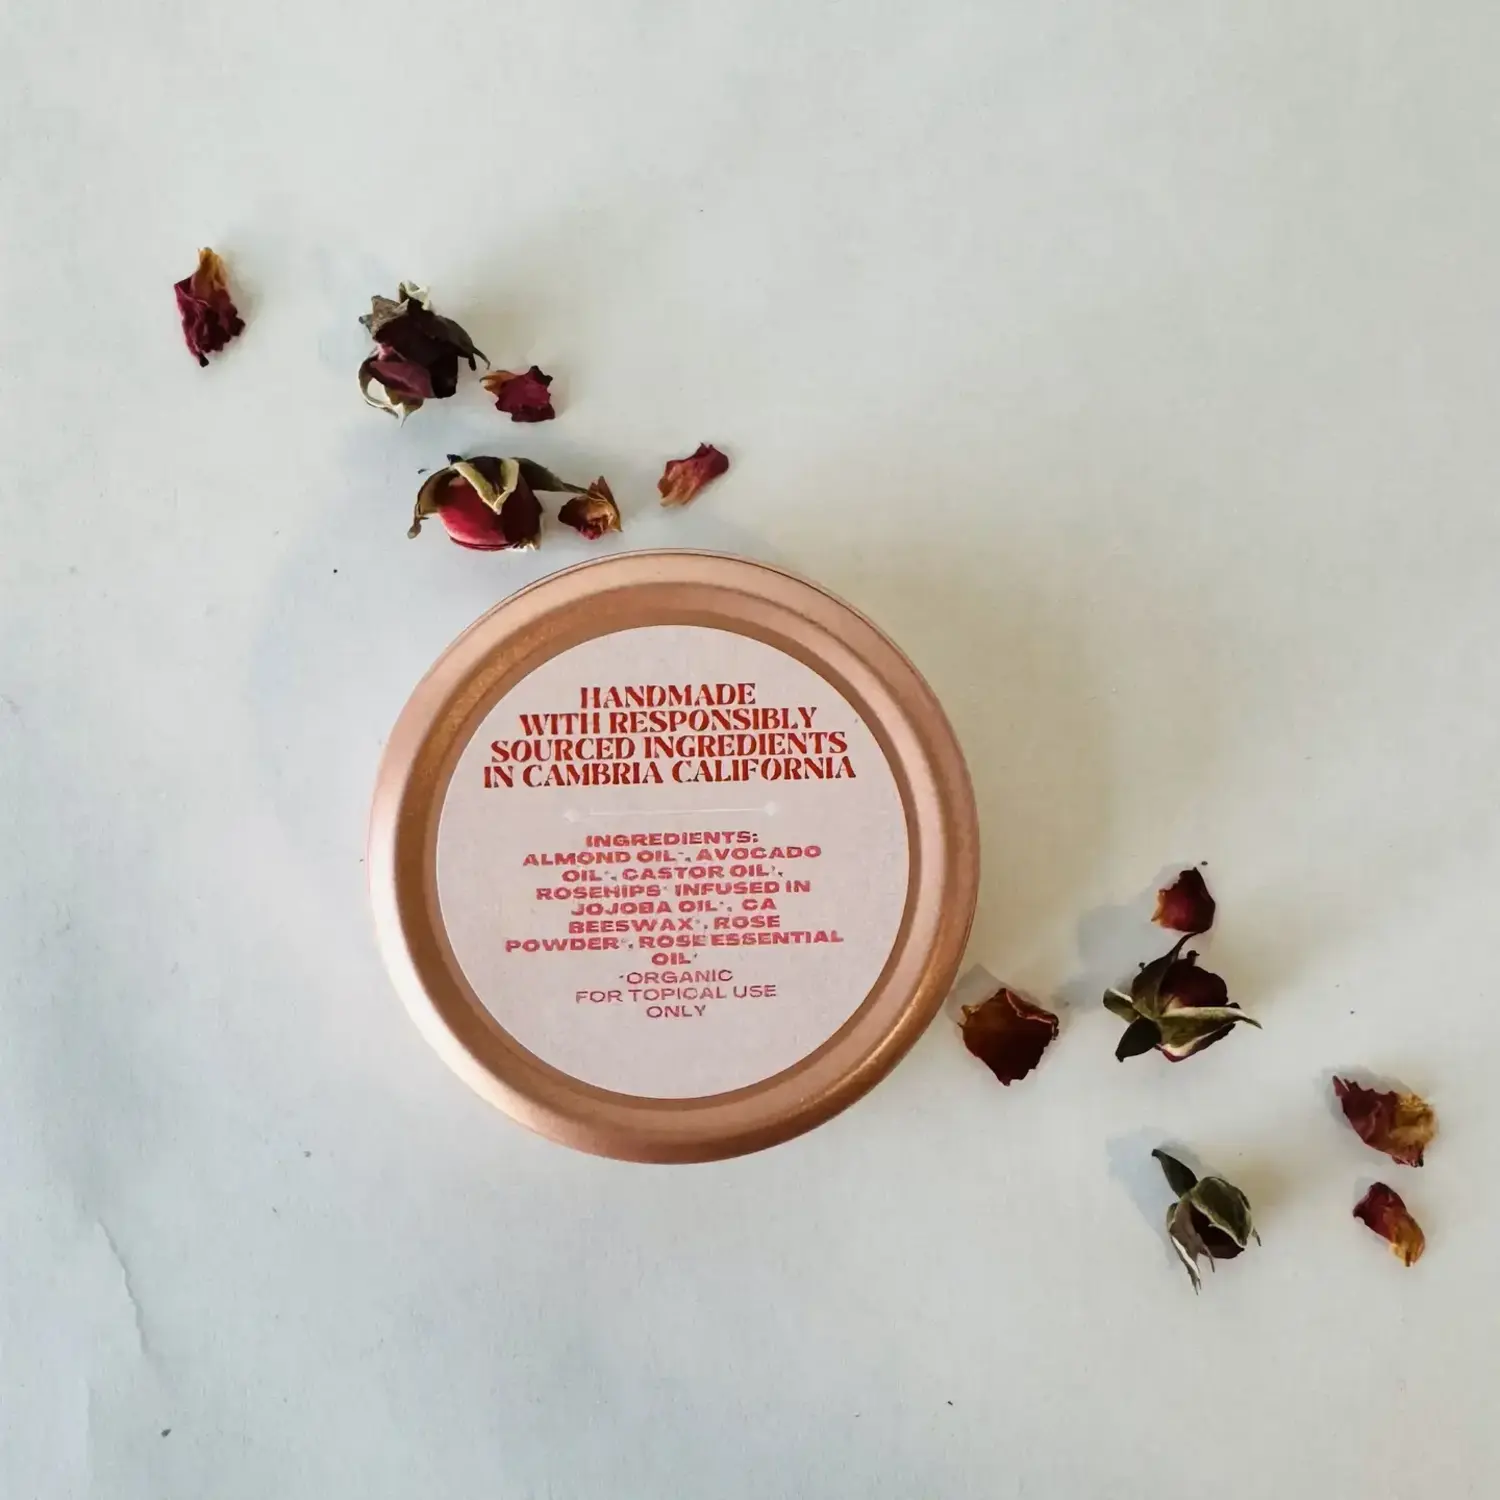 HANDMADE
WITH RESPONSIBLY
SOURCED INGREDIENTS
IN CAMBRIA CALIFORNIA
INGREDIENTS:
ALMOND OIL*, AVOCADO
OIL*, CASTOR OIL*,
ROSEHIPS* INFUSED IN
JOJOBA OIL*, CA
BEESWAX*, ROSE
POWDER*, ROSE ESSENTIAL
OIL*
*ORGANIC
FOR TOPICAL USE
ONLY